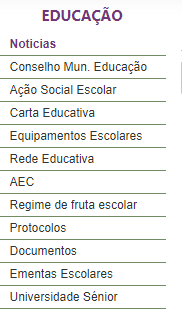 EDUCAÇÃO
Noticias
Conselho Mun. Educação
Ação Social Escolar
Carta Educativa
Equipamentos Escolares
Rede Educativa
AEC
Regime de fruta escolar
Protocolos
Documentos
Ementas Escolares
Universidade Sénior